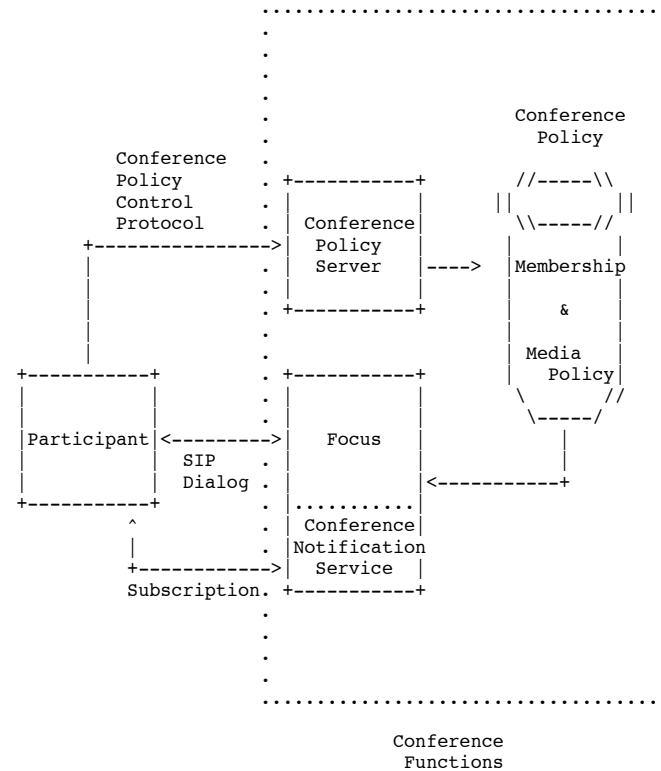 Conference
Policy
Conference
Policy
Control
Protocol
Conference
Policy
Server
Membership
&
Media
Policy
Participant
Focus
SIP
Dialog
Conference
Notification
Service
Subscription
Conference
Functions